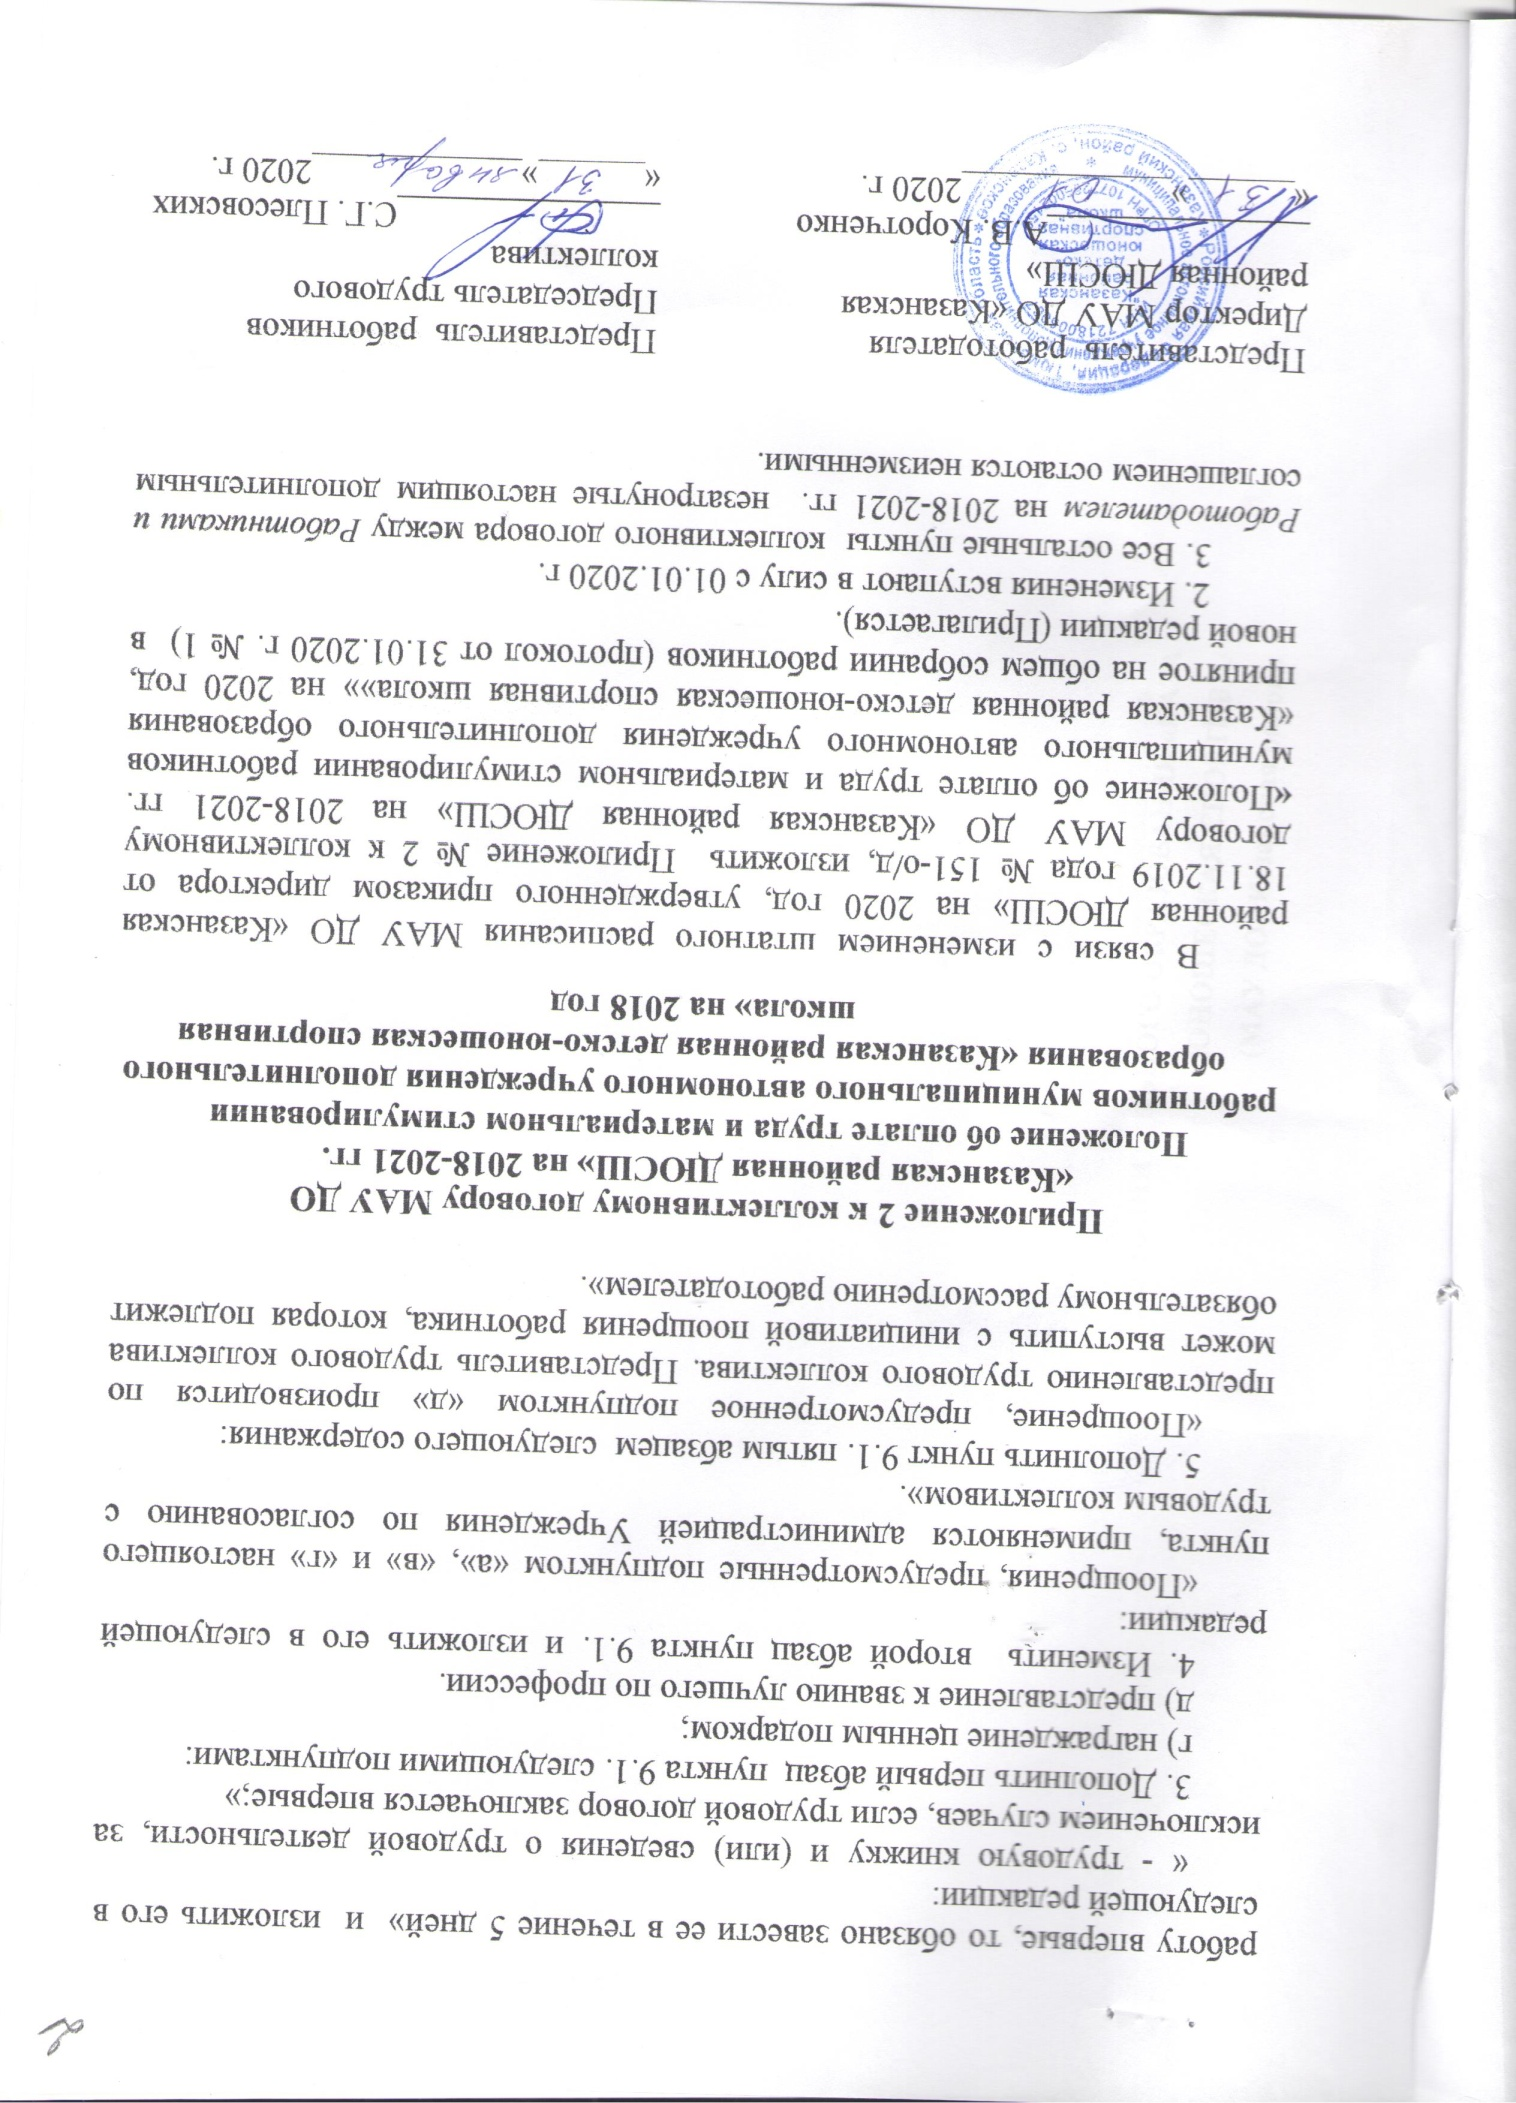 2
работу впервые, то обязано завести ее в течение 5 дней» и изложить его в
следующей редакции:
« - трудовую книжку и (или) сведения о трудовой деятельности, за
исключением случаев, если трудовой договор заключается впервые;»
3. Дополнить первый абзац пункта 9.1. следующими подпунктами:
г) награждение ценным подарком;
д) представление к званию лучшего по профессии.
4. Изменить второй абзац пункта 9.1. и изложить его в следующей
редакции:
«Поощрения, предусмотренные подпунктом «а», «в» и «г» настоящего
пункта, применяются администрацией Учреждения по согласованию с
трудовым коллективом».
5. Дополнить пункт 9.1. пятым абзацем следующего содержания:
«Поощрение, предусмотренное подпунктом «д» производится по
представлению трудового коллектива. Представитель трудового коллектива
может выступить с инициативой поощрения работника, которая подлежит
обязательному рассмотрению работодателем».
Приложение 2 к коллективному договору МАУ ДО
«Казанская районная ДЮСШ» на 2018-2021 гг.
Положение об оплате труда и материальном стимулировании
работников муниципального автономного учреждения дополнительного
образования «Казанская районная детско-юношеская спортивная
школа» на 2018 год
В связи с изменением штатного расписания МАУ ДО «Казанская
районная ДЮСШ» на 2020 год, утвержденного приказом директора от
18.11.2019 года № 151-о/д, изложить Приложение № 2 к коллективному
договору МАУ ДО «Казанская районная ДЮСШ» на 2018-2021 гг.
«Положение об оплате труда и материальном стимулировании работников
муниципального автономного учреждения дополнительного образования
«Казанская районная детско-юношеская спортивная школа»» на 2020 год,
принятое на общем собрании работников (протокол от 31.01.2020 г. № 1) в
новой редакции (Прилагается).
2. Изменения вступают в силу с 01.01.2020 г.
3. Все остальные пункты коллективного договора между Работниками и
Работодателем на 2018-2021 гг. незатронутые настоящим дополнительным
соглашением остаются неизменными.
Представитель работодателя
Директор МАУ ДО «Казанская
районная ДЮСШ»
А.В. Коротченко
«31» 01 2020 г.
Представитель работников
Председатель трудового
коллектива
С.Г. Плесовских
«31» января 2020 г.
"Казанская
районная
детско-
юношеская
спортивная
школа"